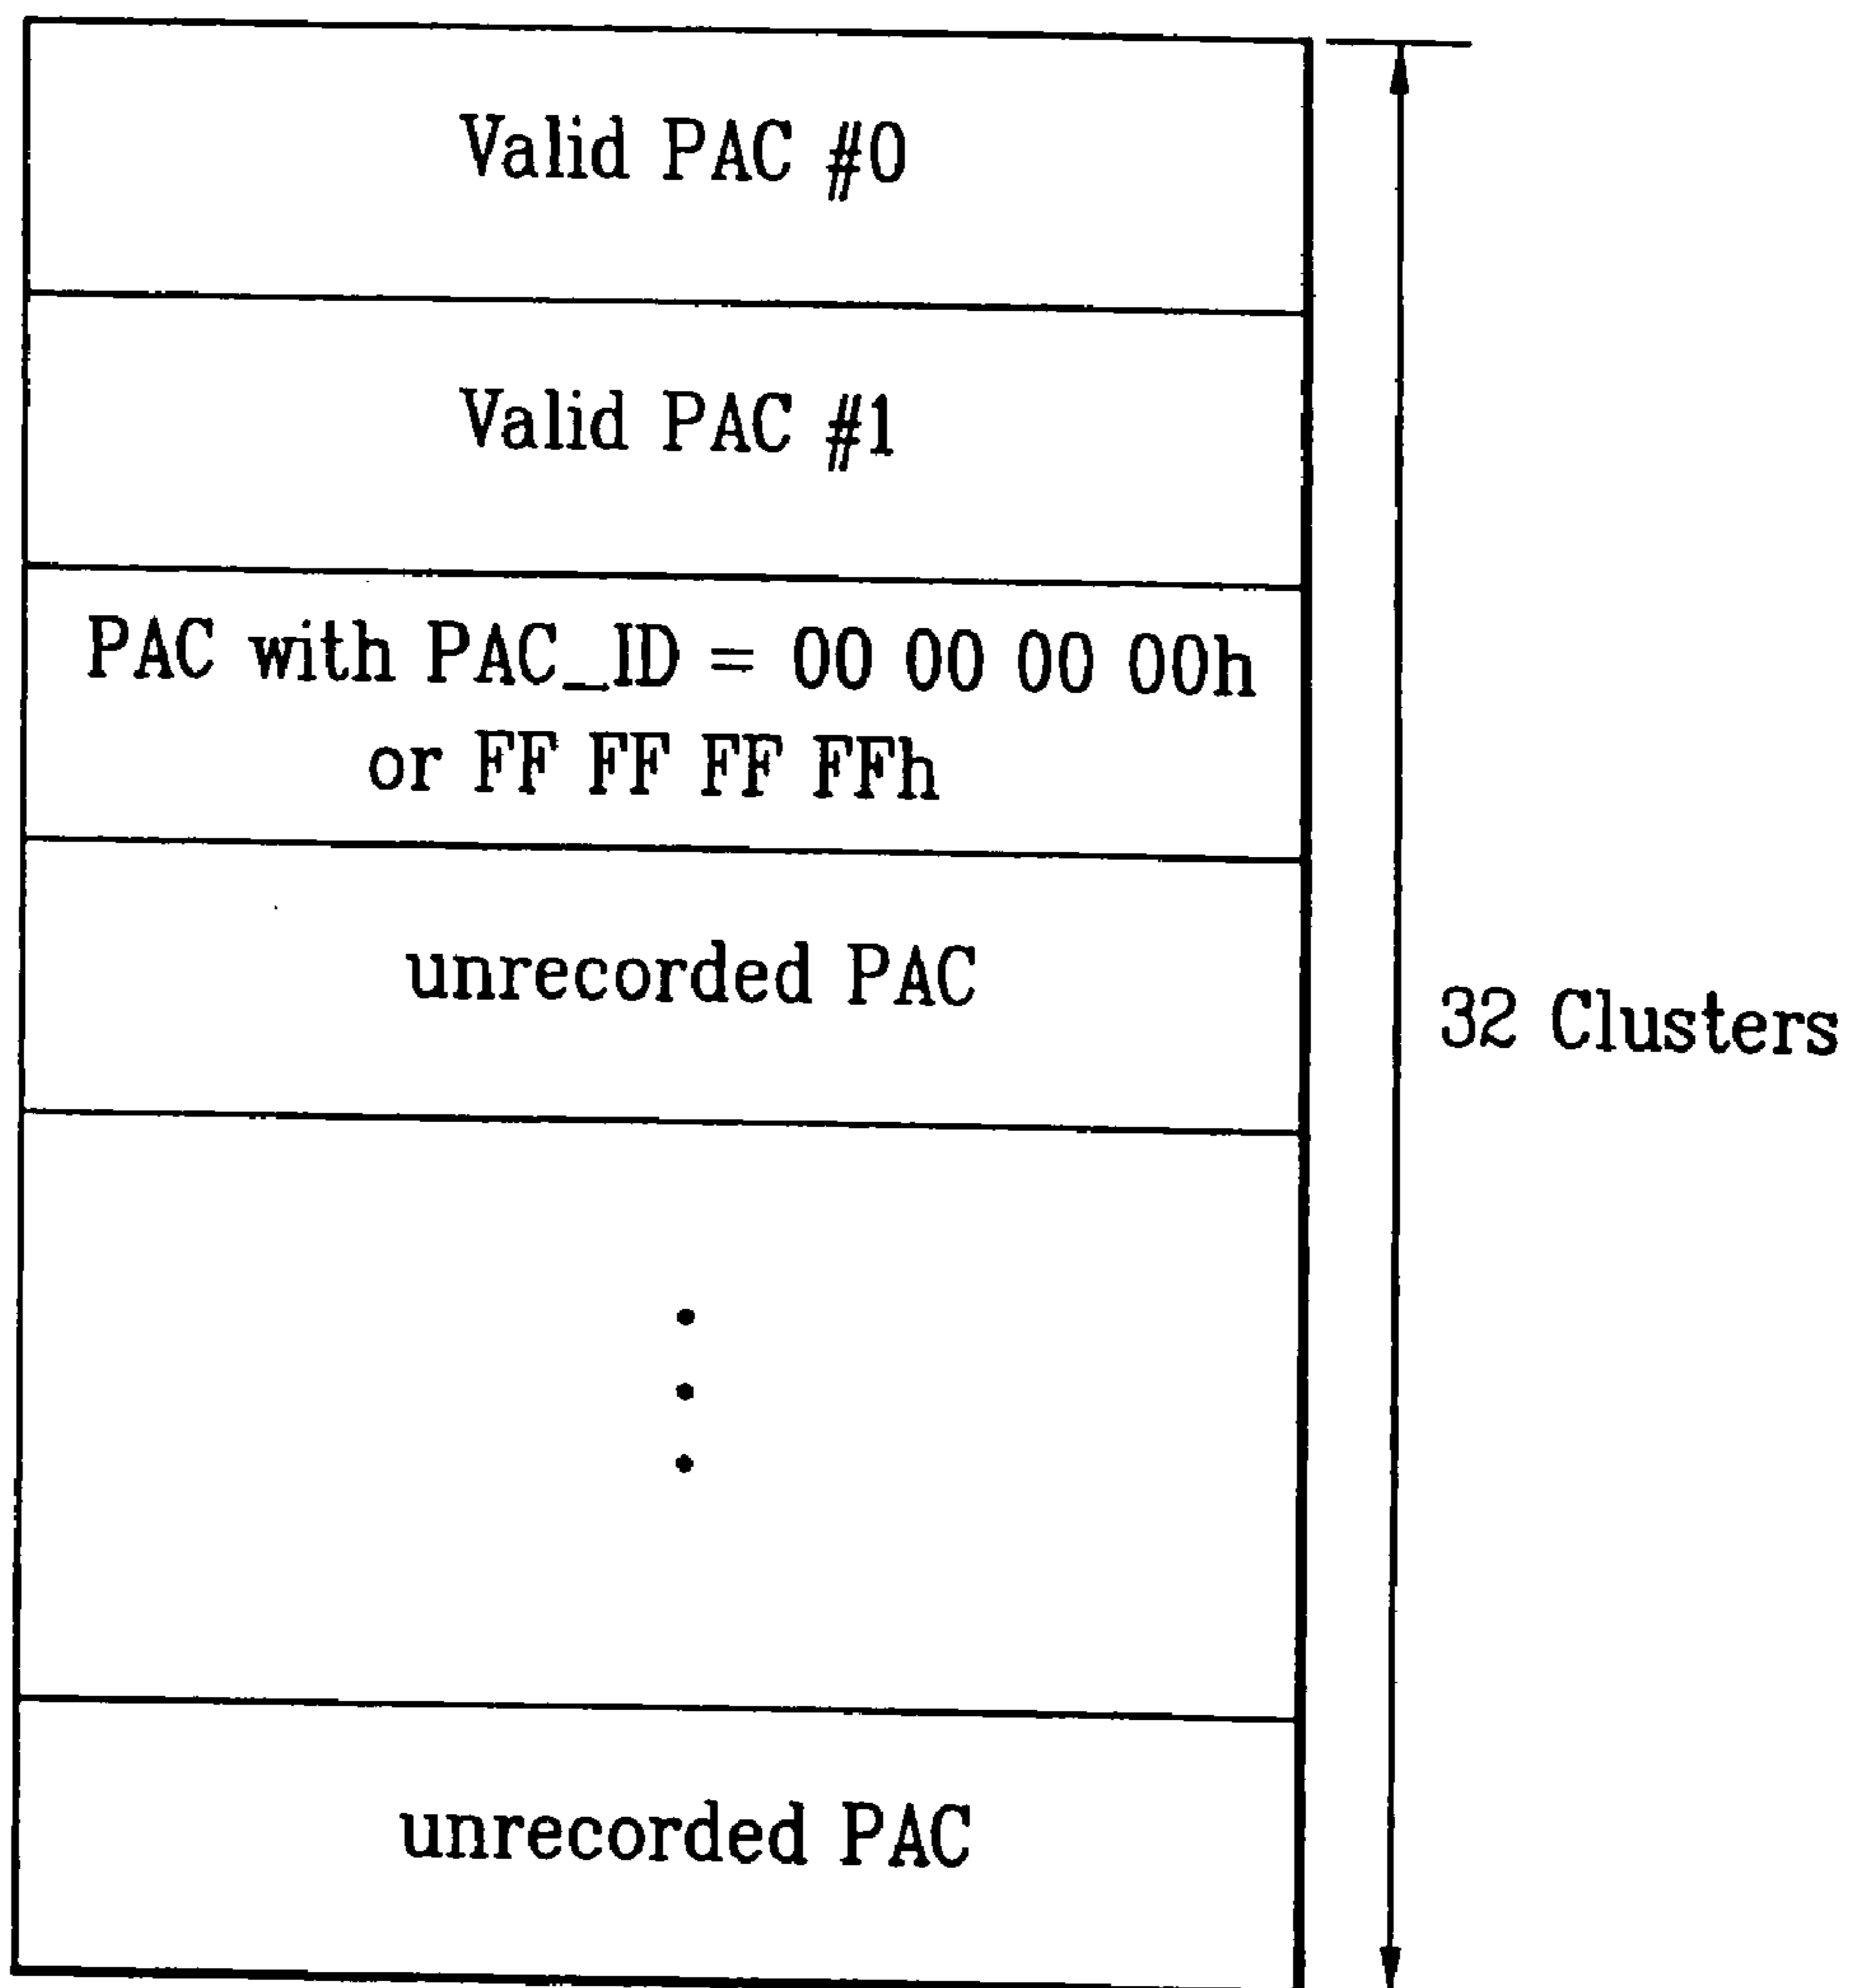 Valid PAC #0
Valid PAC #1
PAC with PAC_ID = 00 00 00 00h
or FF FF FF FFh
unrecorded PAC
32 Clusters
unrecorded PAC